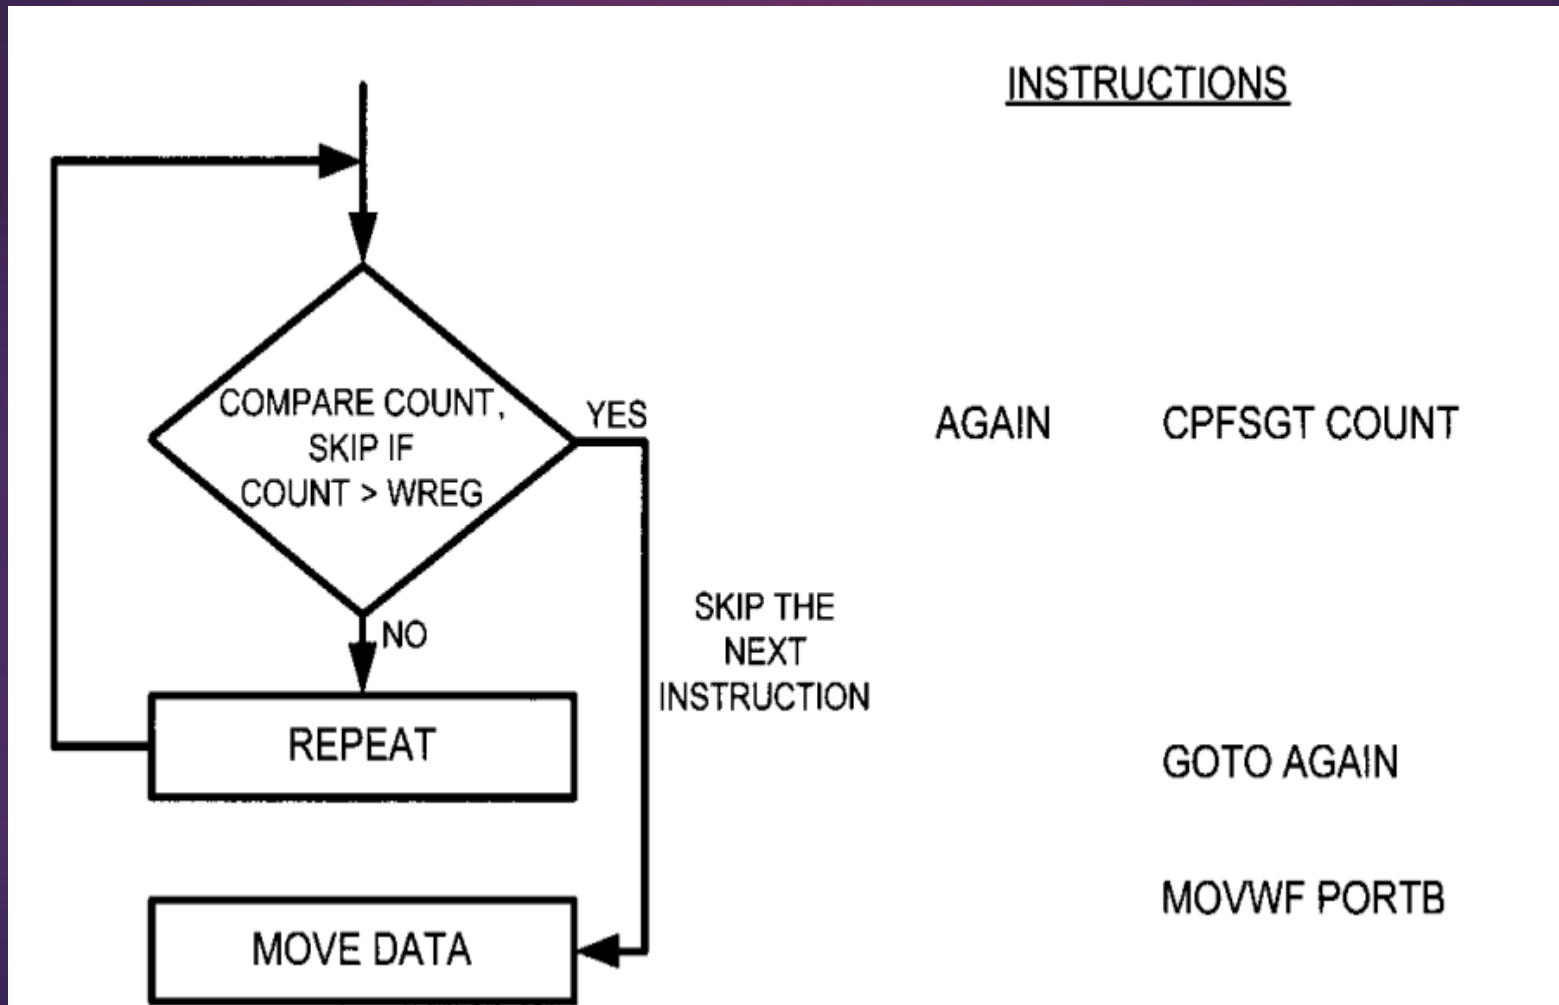 INSTRUCTIONS
COMPARE COUNT,
SKIP IF
COUNT > WREG
YES
AGAIN CPFSGT COUNT
NO
SKIP THE
NEXT
INSTRUCTION
REPEAT
GOTO AGAIN
MOVE DATA
MOVWF PORTB